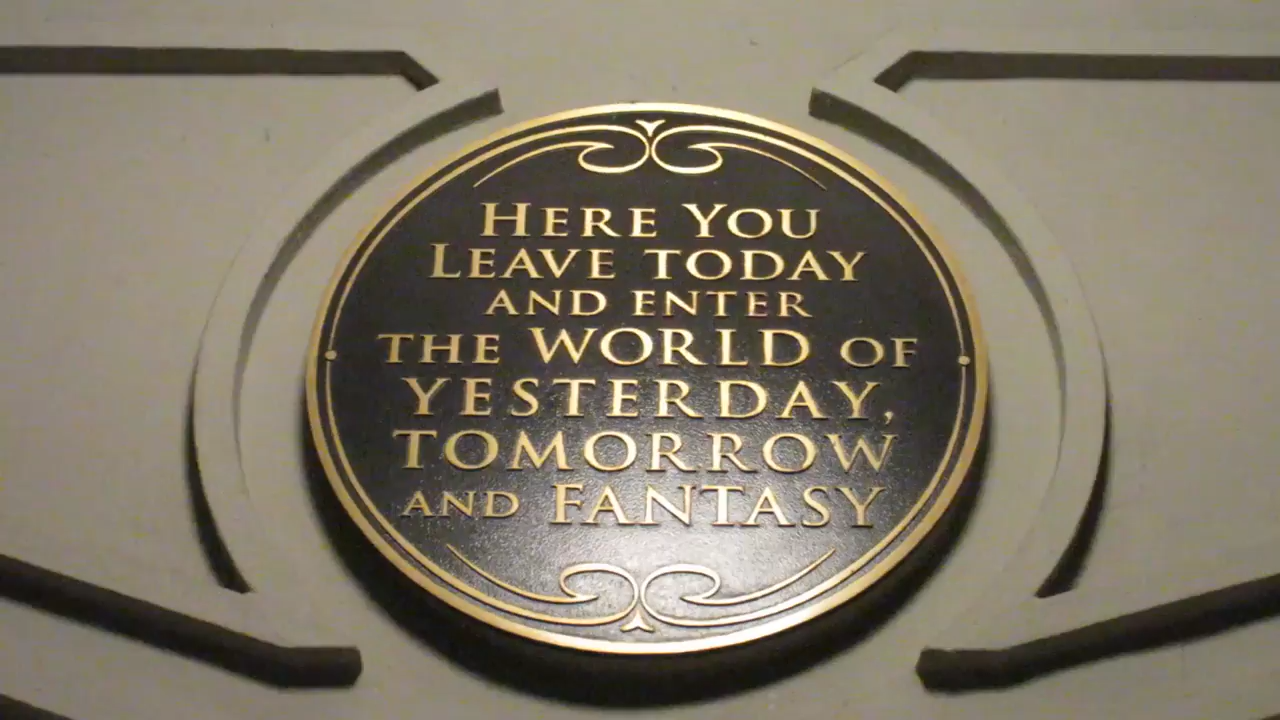 HERE YOU
LEAVE TODAY
AND ENTER
THE WORLD OF
YESTERDAY,
TOMORROW
AND FANTASY